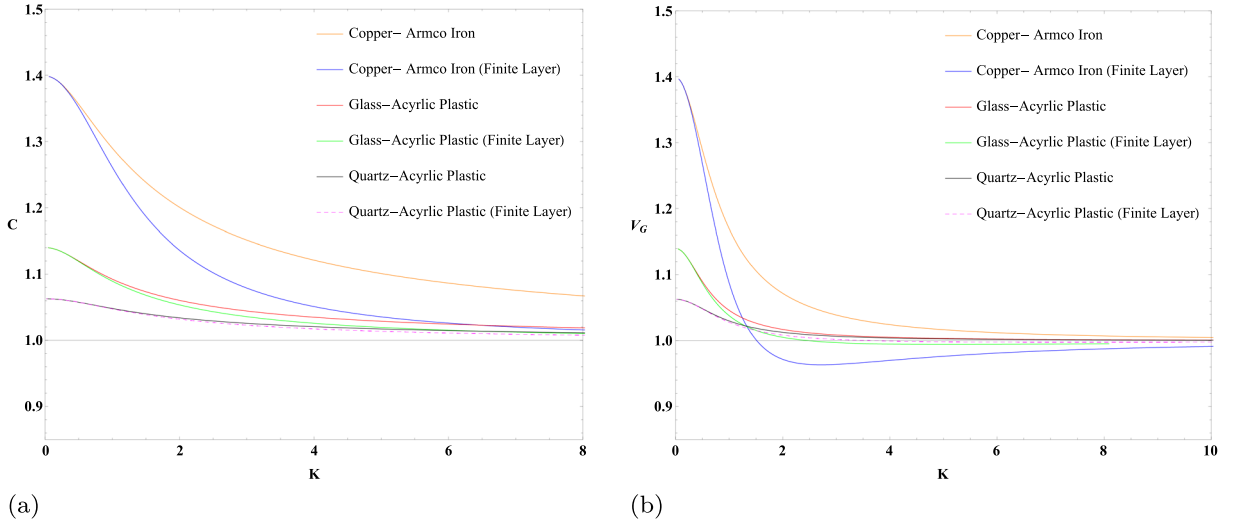 1.5
1.4
1.3
1.2
1.1
1.0
0.9
C
0 2 4 6 8
K
Copper− Armco Iron
Copper− Armco Iron (Finite Layer)
Glass−Acyrlic Plastic
Glass−Acyrlic Plastic (Finite Layer)
Quartz−Acyrlic Plastic
Quartz−Acyrlic Plastic (Finite Layer)
(a)
1.5
1.4
1.3
1.2
1.1
1.0
0.9
V_G
0 2 4 6 8 10
K
Copper− Armco Iron
Copper− Armco Iron (Finite Layer)
Glass−Acyrlic Plastic
Glass−Acyrlic Plastic (Finite Layer)
Quartz−Acyrlic Plastic
Quartz−Acyrlic Plastic (Finite Layer)
(b)